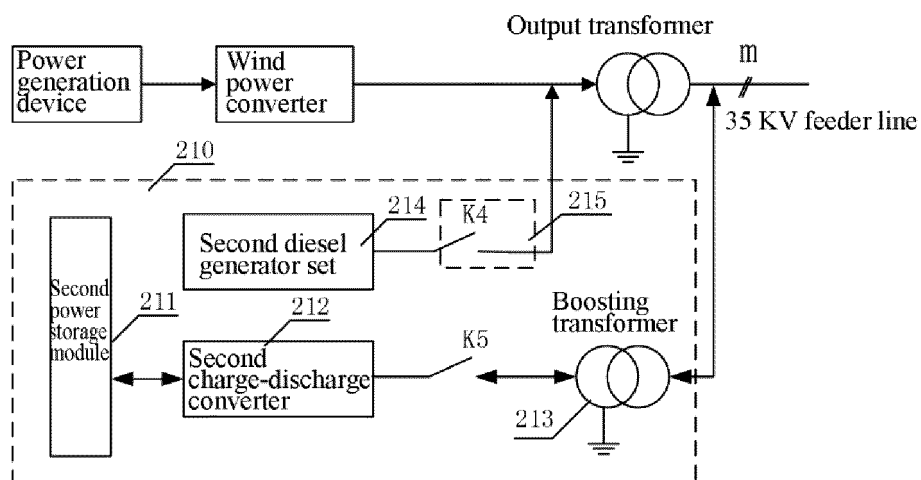 Output transformer
Power
generation
device
Wind
power
converter
m
35 KV feeder line
210
214
K4
215
Second diesel
generator set
Second
power
storage
module
211
212
Second
charge-discharge
converter
K5
Boosting
transformer
213